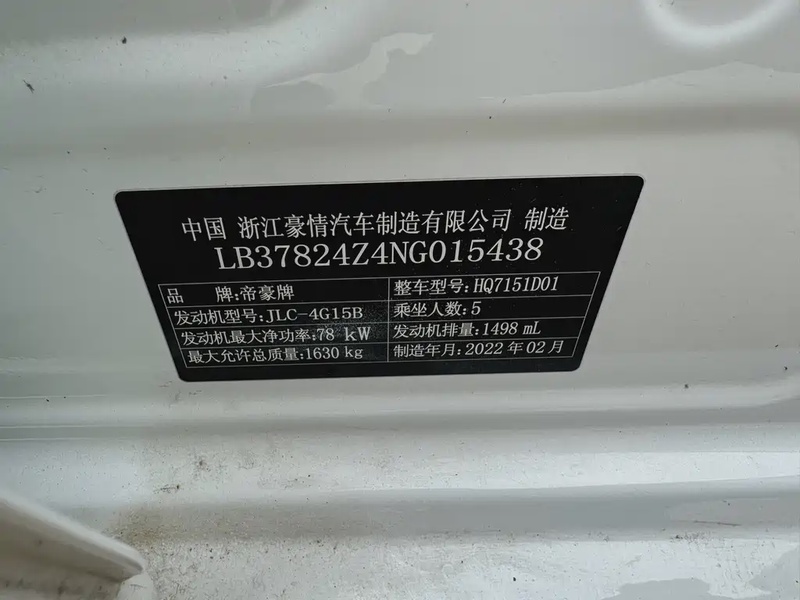 中国 浙江豪情汽车制造有限公司 制造
LB37824Z4NG015438
品 牌:帝豪牌 整车型号:HQ7151D01
发动机型号:JLC-4G15B 乘坐人数:5
发动机最大净功率:78 kW 发动机排量:1498 mL
最大允许总质量:1630 kg 制造年月:2022 年 02 月